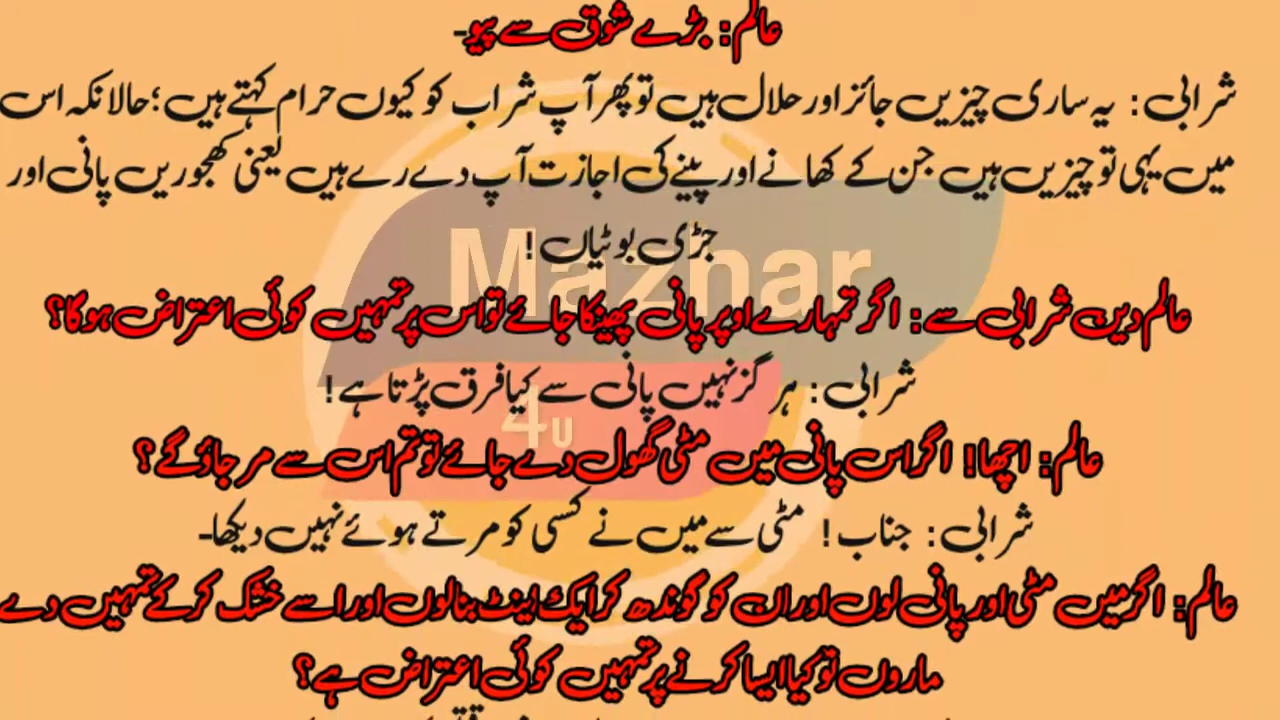 عالم: بڑے شوق سے پیو۔
شرابی: یہ ساری چیزیں جائز اور حلال ہیں تو پھر آپ شراب کو کیوں حرام کہتے ہیں؛ حالانکہ اس
میں یہی تو چیزیں ہیں جن کے کھانے اور پینے کی اجازت آپ دے رے ہیں یعنی کھجوریں پانی اور
جڑی بوٹیاں!
Mazhar
عالم دین شرابی سے: اگر تمہارے اوپر پانی پھینکا جائے تو اس پر تمہیں کوئی اعتراض ہوگا؟
شرابی: ہر گز نہیں پانی سے کیا فرق پڑتا ہے!
4u
عالم: اچھا! اگر اس پانی میں مٹی گھول دے جائے تو تم اس سے مر جاؤ گے؟
شرابی: جناب! مٹی سے میں نے کسی کو مرتے ہوئے نہیں دیکھا۔
عالم: اگر میں مٹی اور پانی لوں اور ان کو گوندھ کر ایک اینٹ بنا لوں اور اسے خشک کر کے تمہیں دے
ماروں تو کیا ایسا کرنے پر تمہیں کوئی اعتراض ہے؟